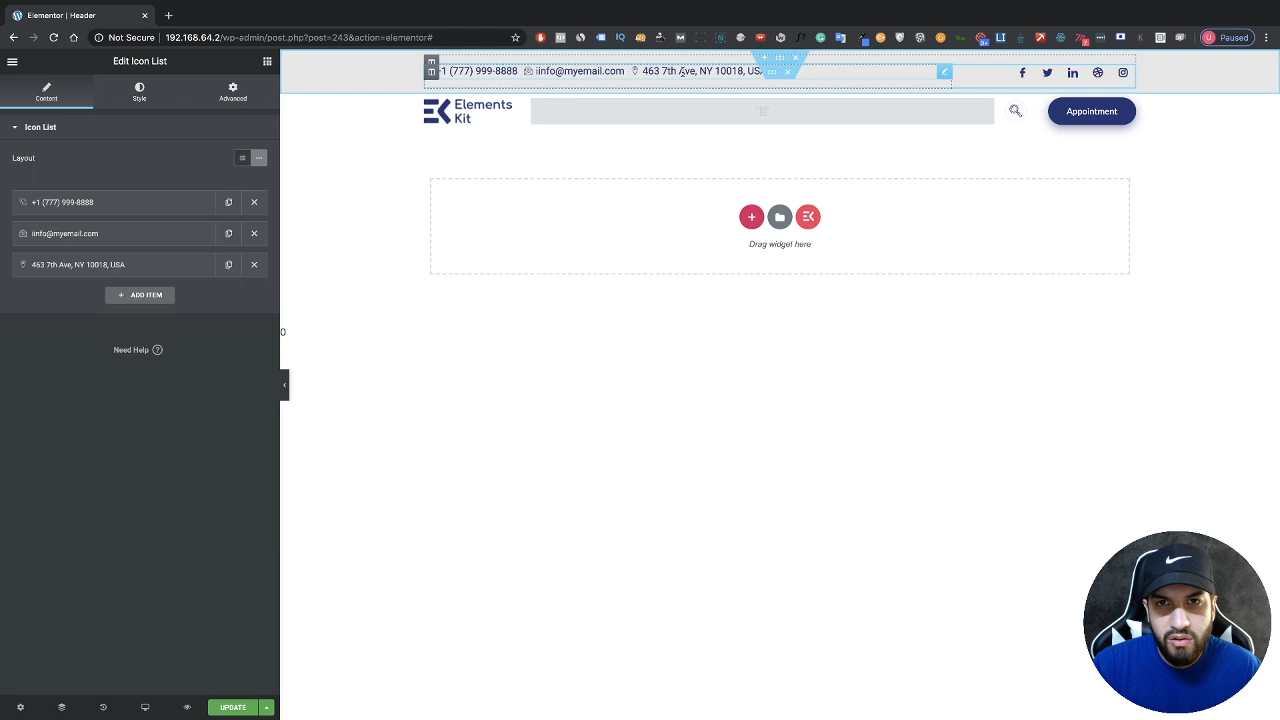 Elementor | Header
Not Secure 192.168.64.2/wp-admin/post.php?post=243&action=elementor#
Paused
Edit Icon List
Content
Style
Advanced
Icon List
Layout
+1 (777) 999-8888
iinfo@myemail.com
463 7th Ave, NY 10018, USA
ADD ITEM
Need Help
UPDATE
+1 (777) 999-8888 iinfo@myemail.com 463 7th Ave, NY 10018, USA
Elements
Kit
Appointment
Drag widget here
0